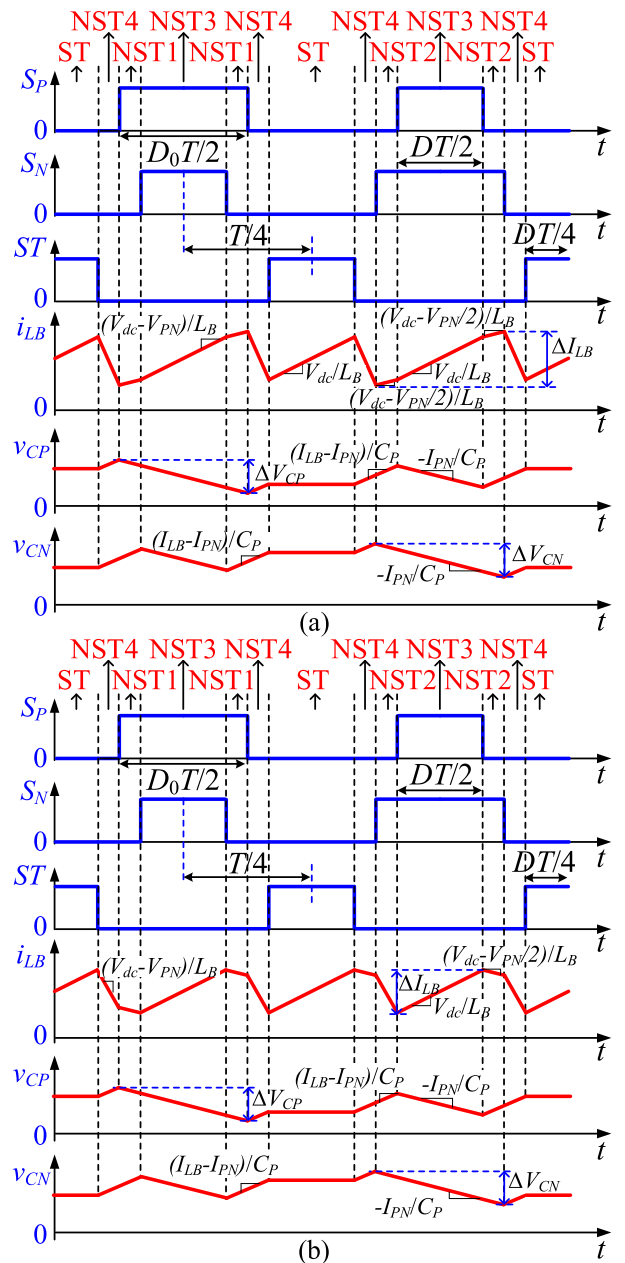 NST4 NST3 NST4 NST4 NST3 NST4
ST NST1 NST1 ST NST2 NST2 ST
S_P
0
D_0T/2
DT/2
t
S_N
0
T/4
DT/4
t
ST
0
t
i_LB
(V_dc-V_PN)/L_B
(V_dc-V_PN/2)/L_B
ΔI_LB
V_dc/L_B
V_dc/L_B
(V_dc-V_PN/2)/L_B
0
t
v_CP
(I_LB-I_PN)/C_P
-I_PN/C_P
ΔV_CP
0
t
v_CN
(I_LB-I_PN)/C_P
ΔV_CN
-I_PN/C_P
0
t
(a)
NST4 NST3 NST4 NST4 NST3 NST4
ST NST1 NST1 ST NST2 NST2 ST
S_P
0
D_0T/2
DT/2
t
S_N
0
T/4
DT/4
t
ST
0
t
i_LB
(V_dc-V_PN)/L_B
(V_dc-V_PN/2)/L_B
ΔI_LB
V_dc/L_B
0
t
v_CP
(I_LB-I_PN)/C_P
-I_PN/C_P
ΔV_CP
0
t
v_CN
(I_LB-I_PN)/C_P
ΔV_CN
-I_PN/C_P
0
t
(b)